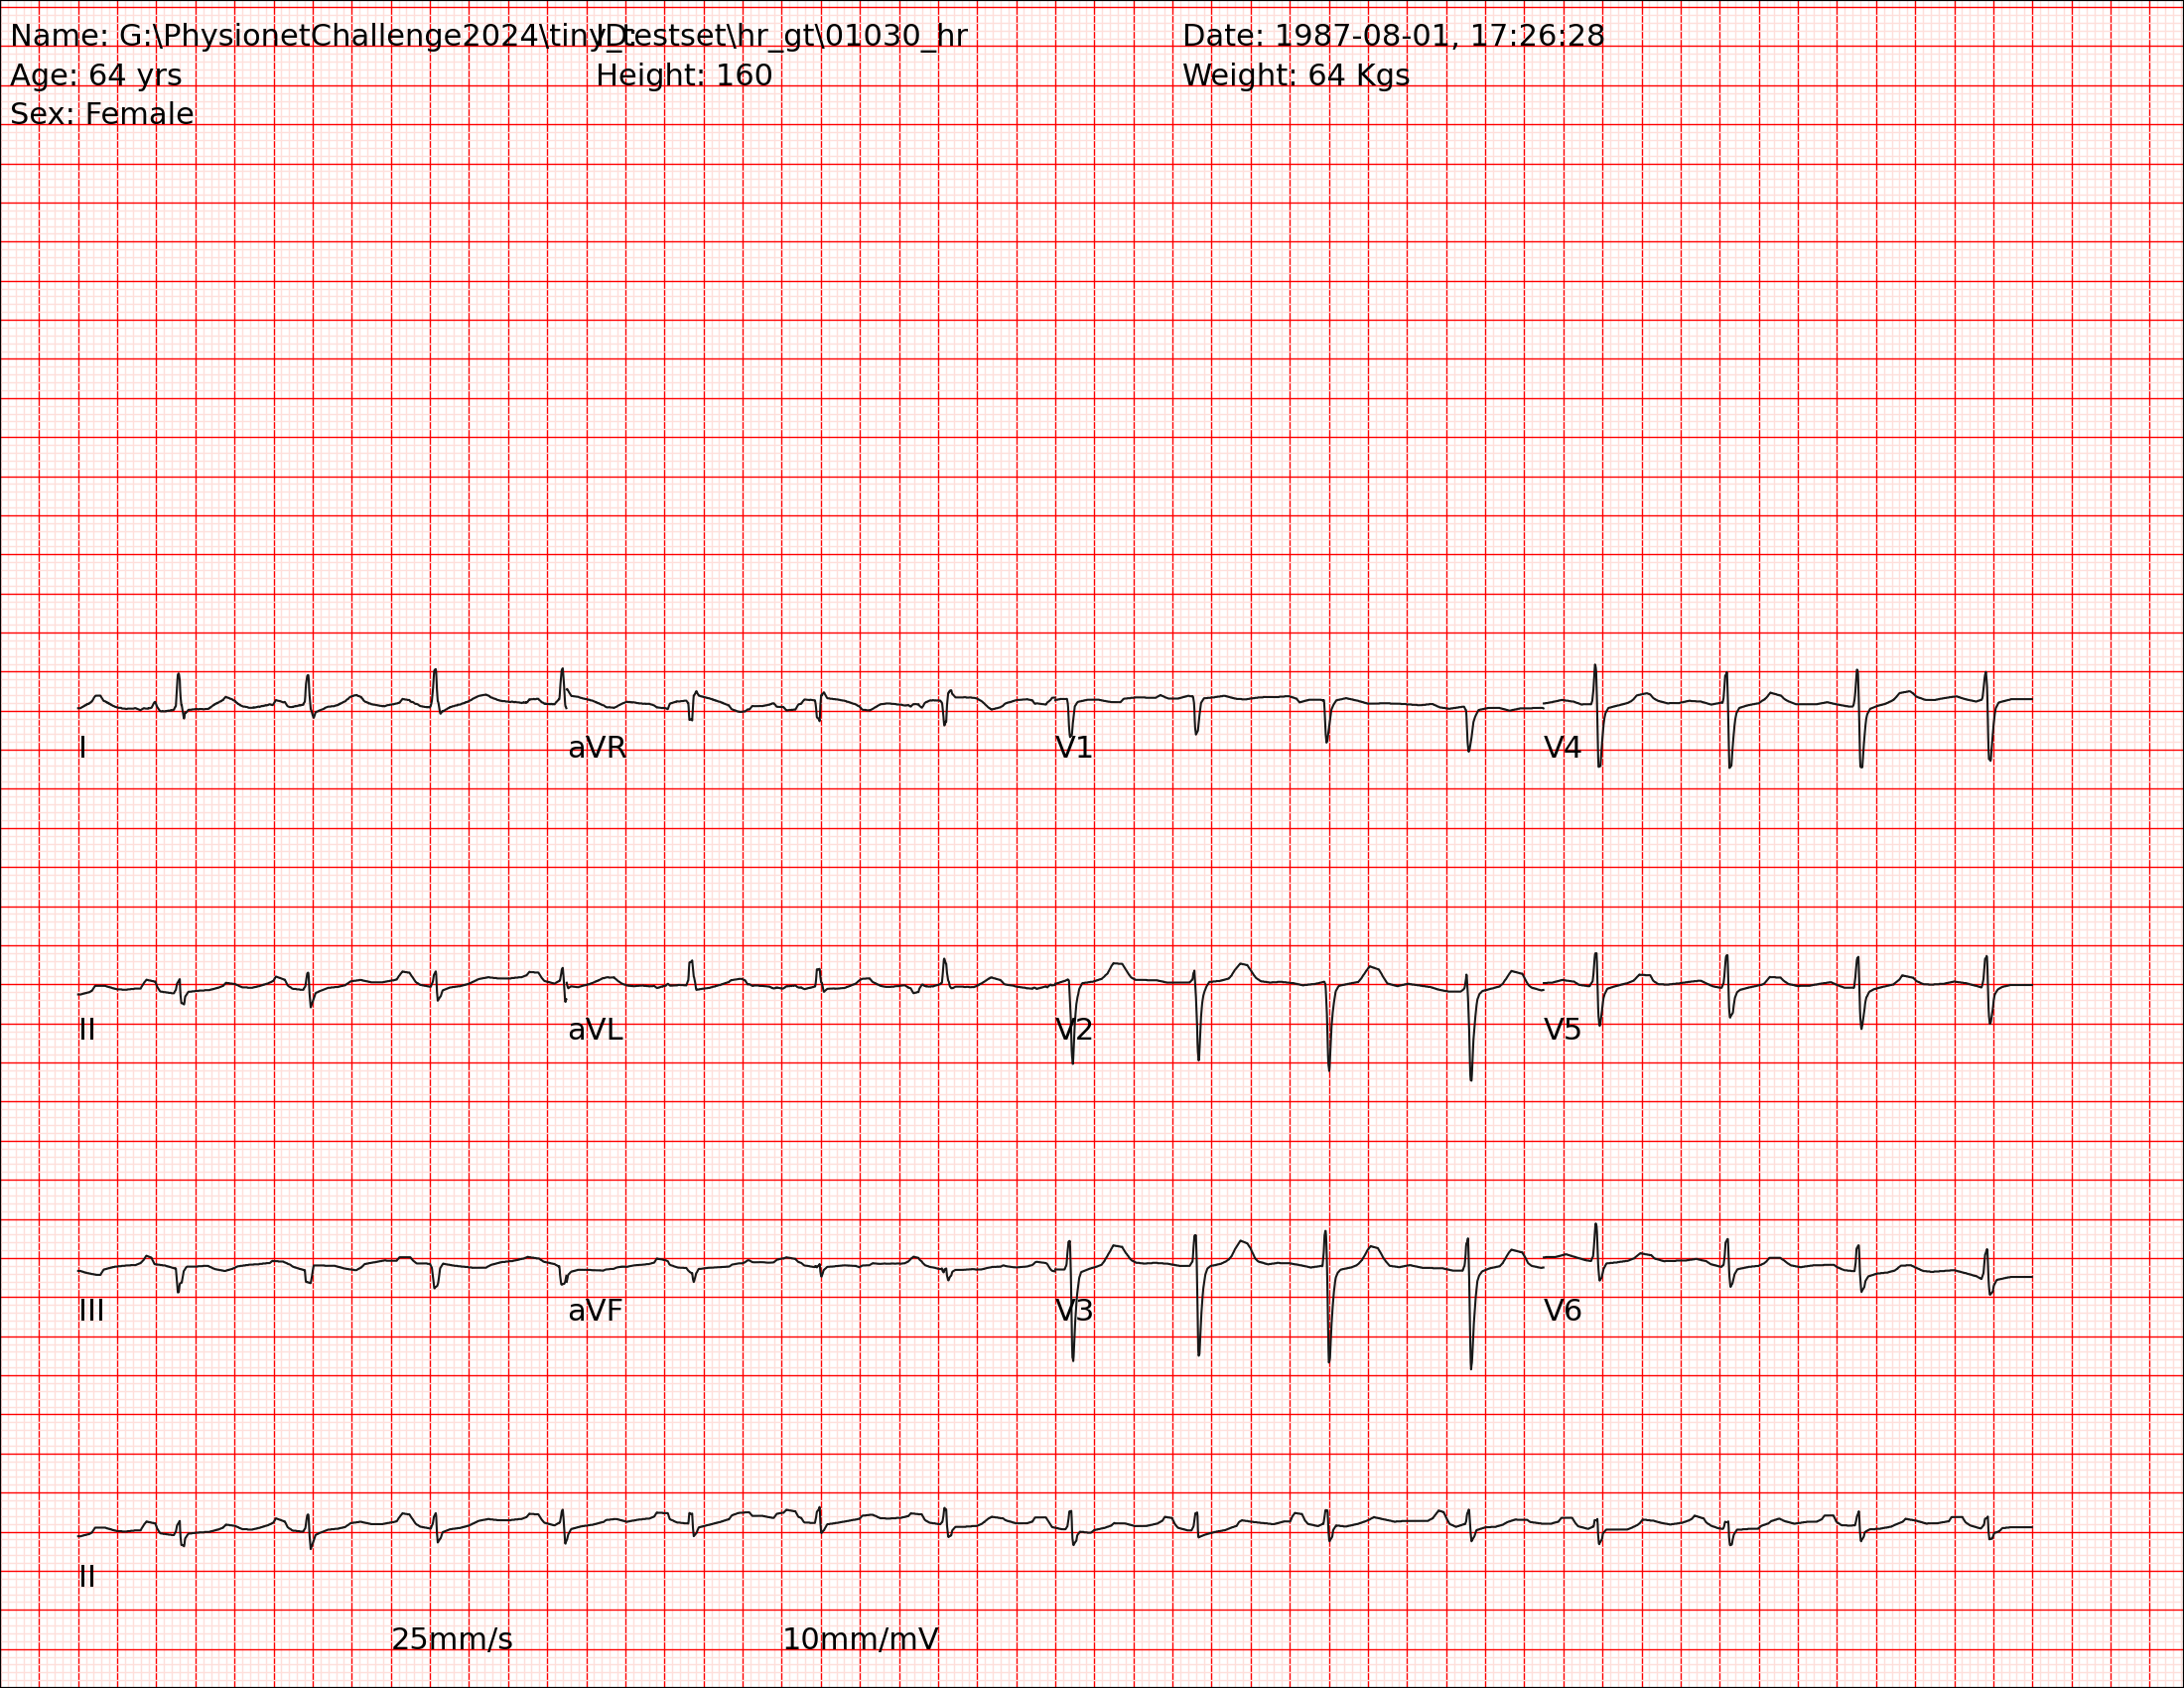 Name: G:\PhysionetChallenge2024\tiny_testset\hr_gt\01030_hr ID: Date: 1987-08-01, 17:26:28
Age: 64 yrs Height: 160 Weight: 64 Kgs
Sex: Female
I aVR V1 V4
II aVL V2 V5
III aVF V3 V6
II
25mm/s 10mm/mV